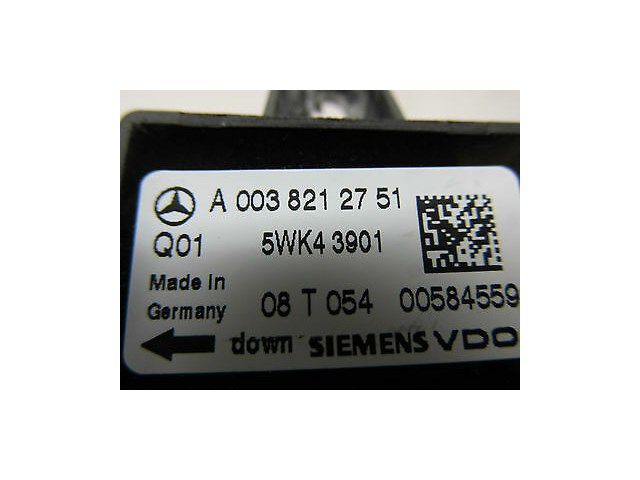 A 003 821 27 51
Q01 5WK4 3901
Made in
Germany 08 T 054 00584559
down SIEMENS VDO